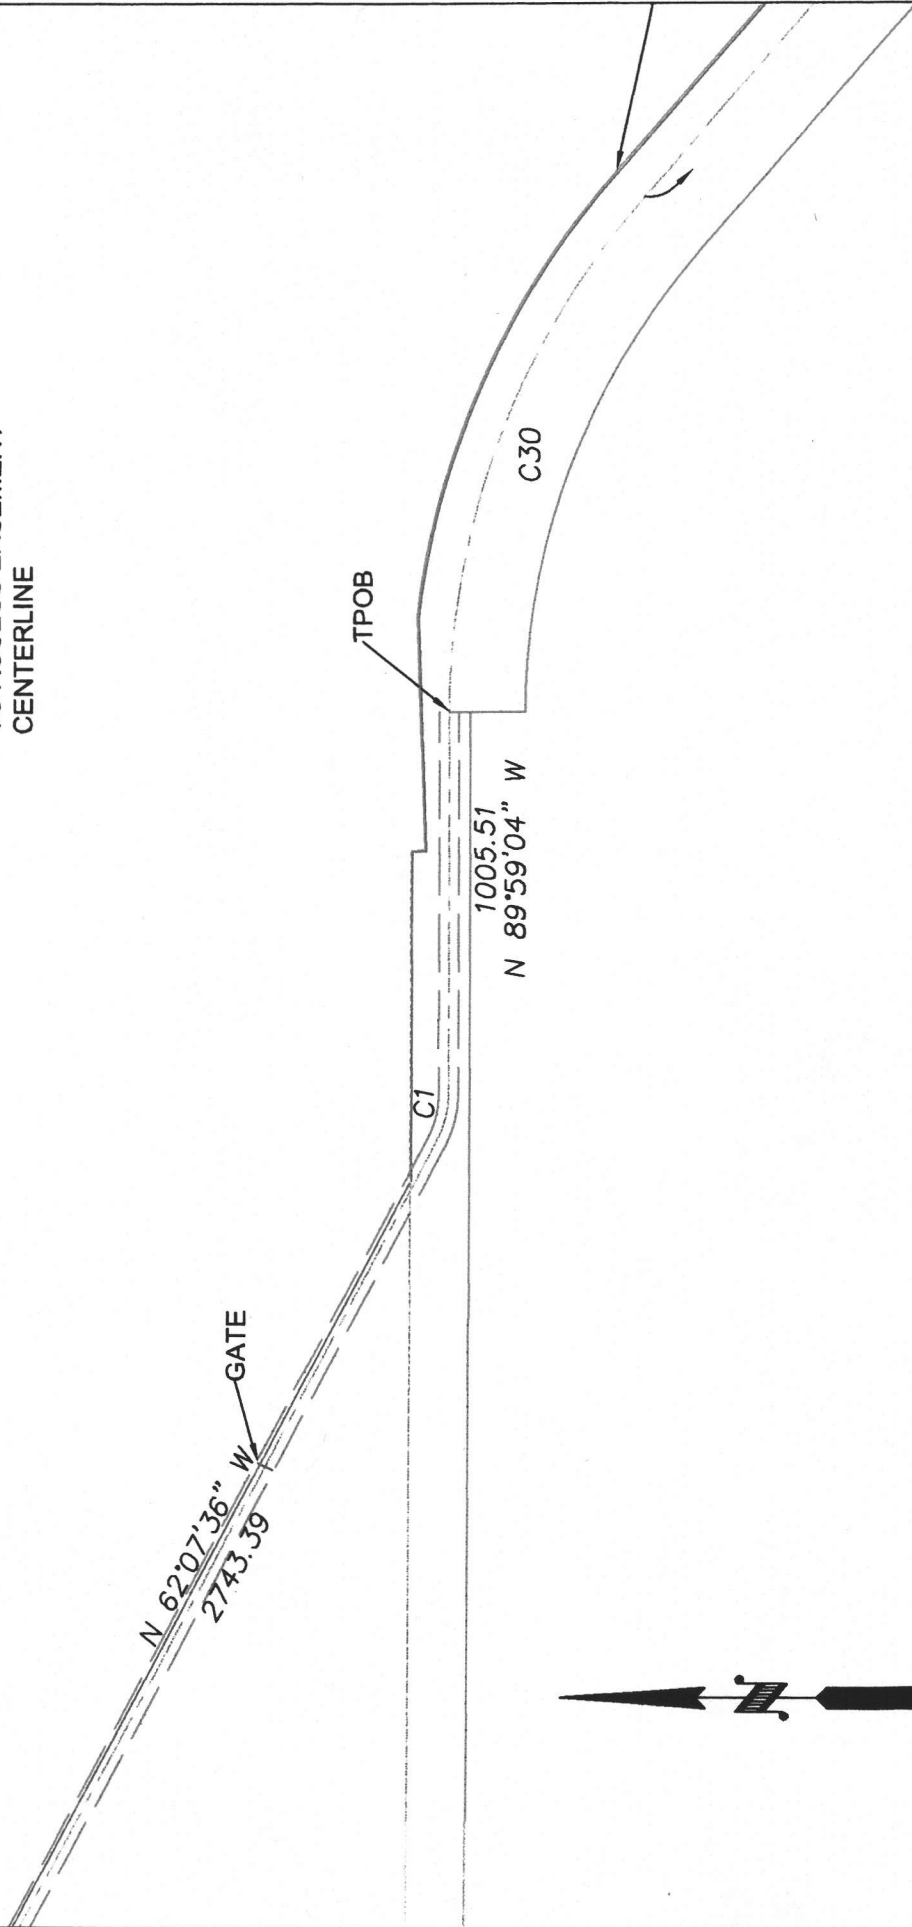 CENTERLINE
TPOB
C30
1005.51
N 89°59'04" W
C1
GATE
N 62°07'36" W
2743.39